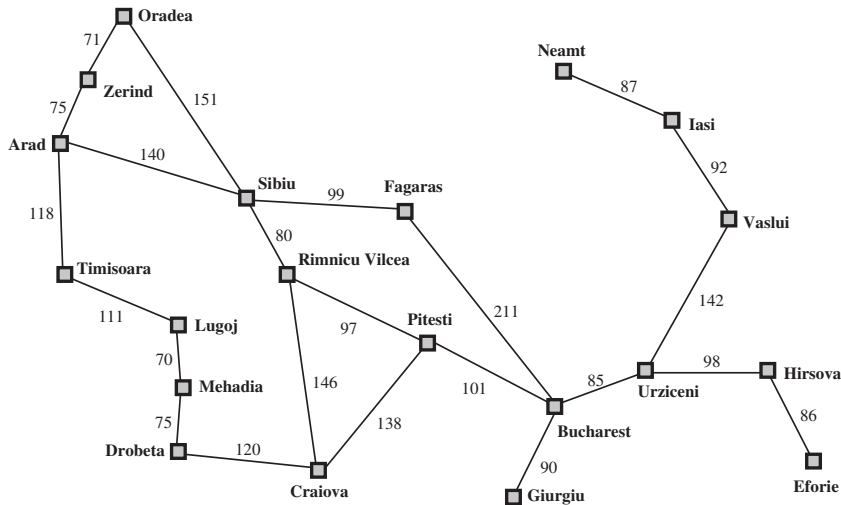 Oradea
71
Neamt
Zerind
87
151
75
Iasi
Arad
140
92
Sibiu
99
Fagaras
118
Vaslui
80
Timisoara
Rimnicu Vilcea
142
111
Pitesti
211
Lugoj
97
70
98
Hirsova
146
101
85
Urziceni
Mehadia
86
75
138
Bucharest
120
Drobeta
90
Craiova
Eforie
Giurgiu